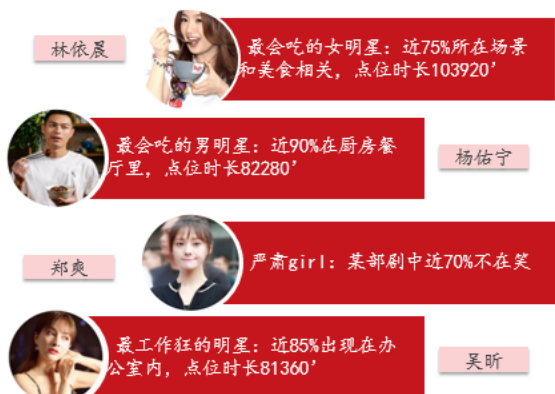 林依晨
最会吃的女明星：近75%所在场景
和美食相关，点位时长103920’
最会吃的男明星：近90%在厨房餐
厅里，点位时长82280’
杨佑宁
郑爽
严肃girl：某部剧中近70%不在笑
最工作狂的明星：近85%出现在办
公室内，点位时长81360’
吴昕